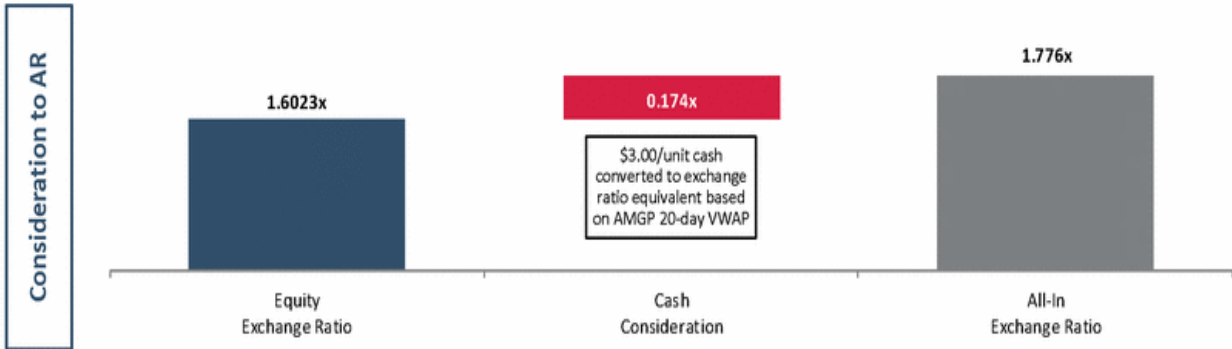 Consideration to AR
1.6023x
0.174x
1.776x
$3.00/unit cash
converted to exchange
ratio equivalent based
on AMGP 20-day VWAP
Equity
Exchange Ratio
Cash
Consideration
All-In
Exchange Ratio